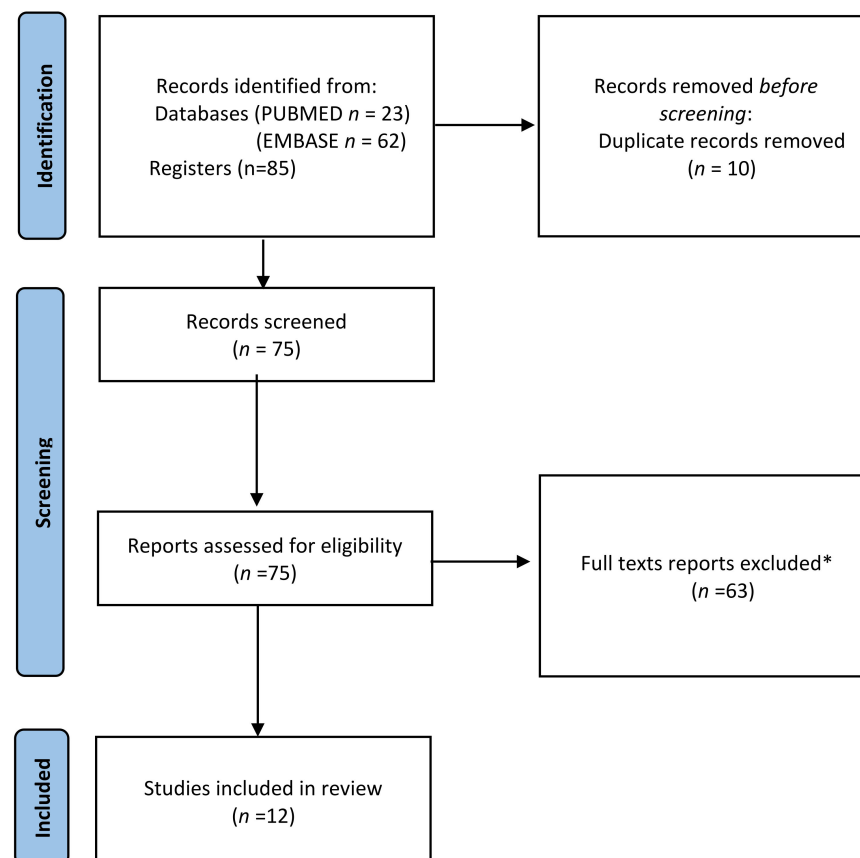 Identification
Records identified from:
Databases (PUBMED n = 23)
(EMBASE n = 62)
Registers (n=85)
Records removed before
screening:
Duplicate records removed
(n = 10)
Screening
Records screened
(n = 75)
Reports assessed for eligibility
(n =75)
Full texts reports excluded*
(n =63)
Included
Studies included in review
(n =12)